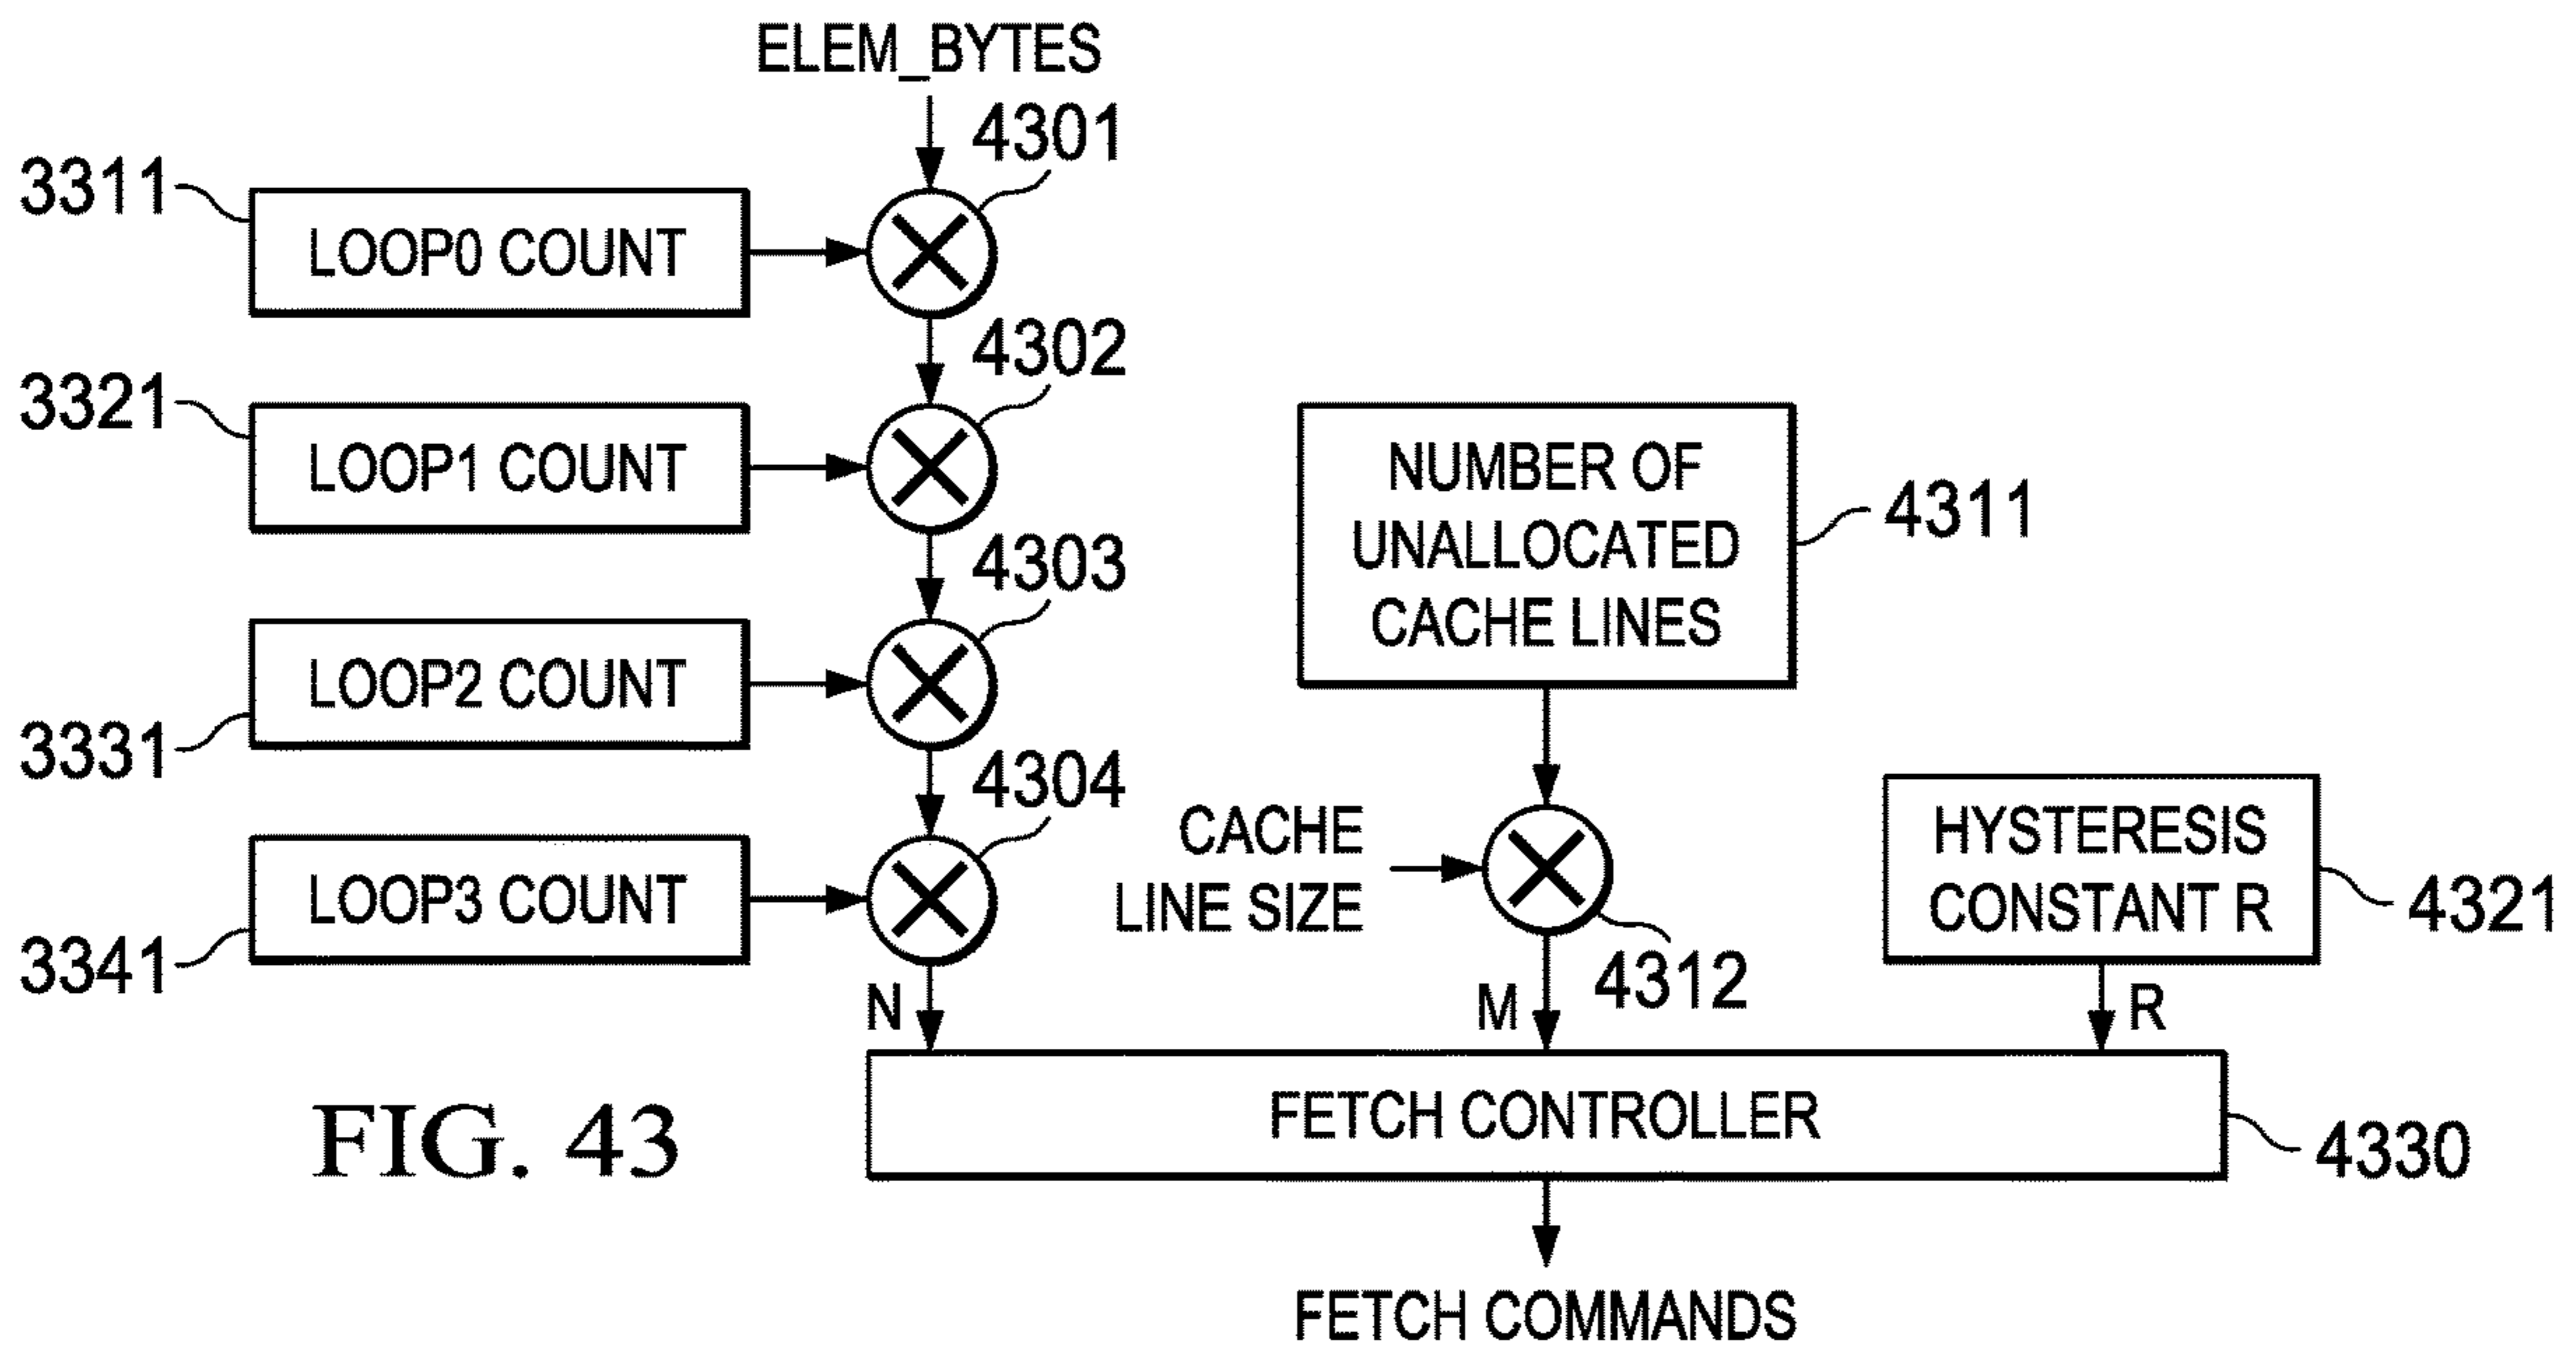 ELEM_BYTES
4301
3311
LOOP0 COUNT
4302
3321
LOOP1 COUNT
4303
LOOP2 COUNT
3331
4304
LOOP3 COUNT
3341
N
NUMBER OF
UNALLOCATED
CACHE LINES
4311
CACHE
LINE SIZE
4312
M
HYSTERESIS
CONSTANT R
4321
R
FETCH CONTROLLER
4330
FETCH COMMANDS
FIG. 43